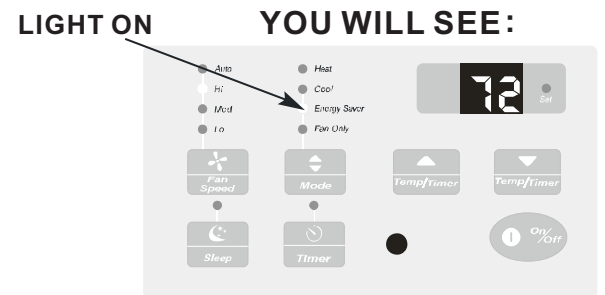 LIGHT ON
YOU WILL SEE:
Auto
Hi
Med
Lo
Heat
Cool
Energy Saver
Fan Only
72
Set
Fan
Speed
Mode
Temp/Timer
Temp/Timer
Sleep
Timer
On/
/Off